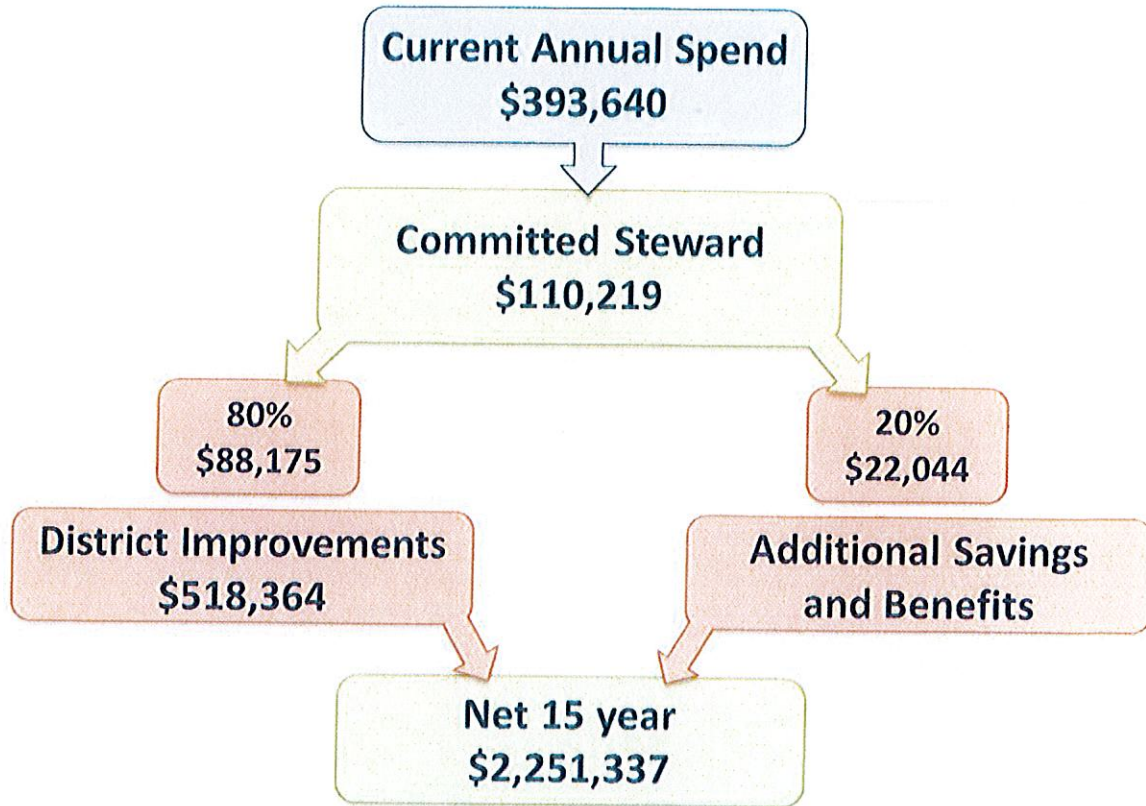 Current Annual Spend
$393,640
Committed Steward
$110,219
80%
$88,175
20%
$22,044
District Improvements
$518,364
Additional Savings
and Benefits
Net 15 year
$2,251,337